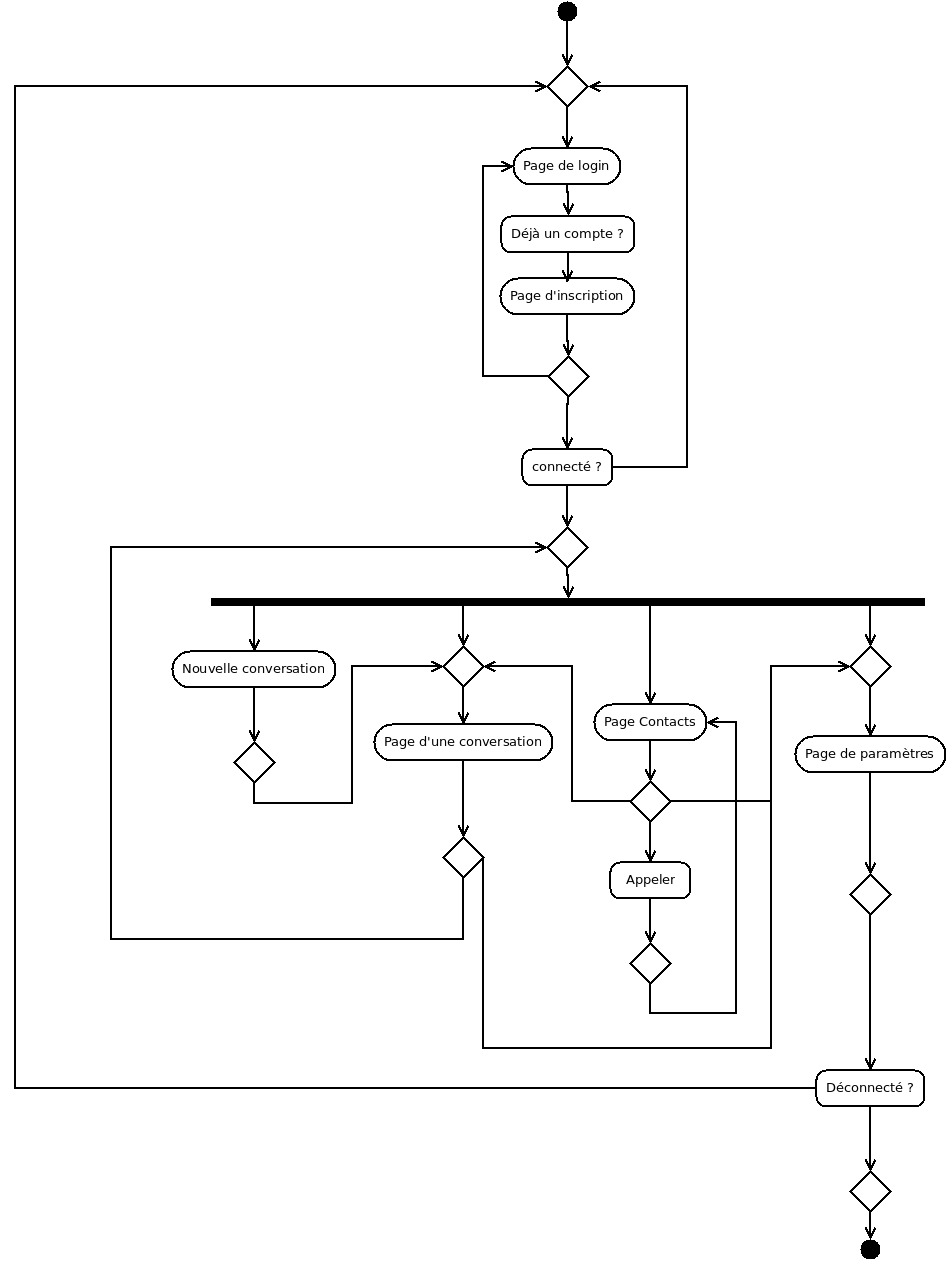 Page de login
Déjà un compte ?
Page d'inscription
connecté ?
Nouvelle conversation
Page d'une conversation
Page Contacts
Page de paramètres
Appeler
Déconnecté ?